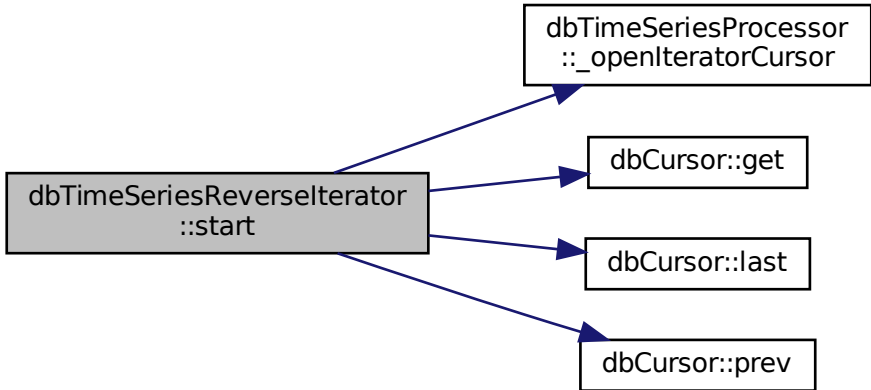 dbTimeSeriesProcessor
::_openIteratorCursor
dbCursor::get
dbTimeSeriesReverseIterator
::start
dbCursor::last
dbCursor::prev